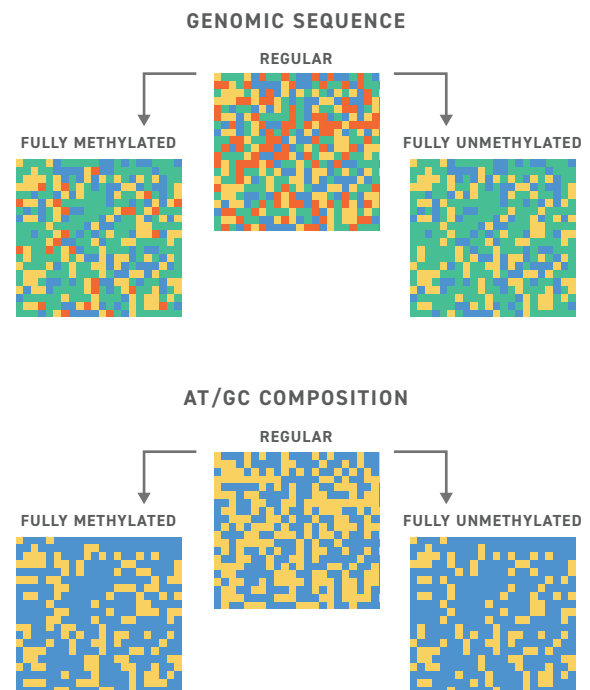 GENOMIC SEQUENCE
REGULAR
FULLY METHYLATED
FULLY UNMETHYLATED
AT/GC COMPOSITION
REGULAR
FULLY METHYLATED
FULLY UNMETHYLATED